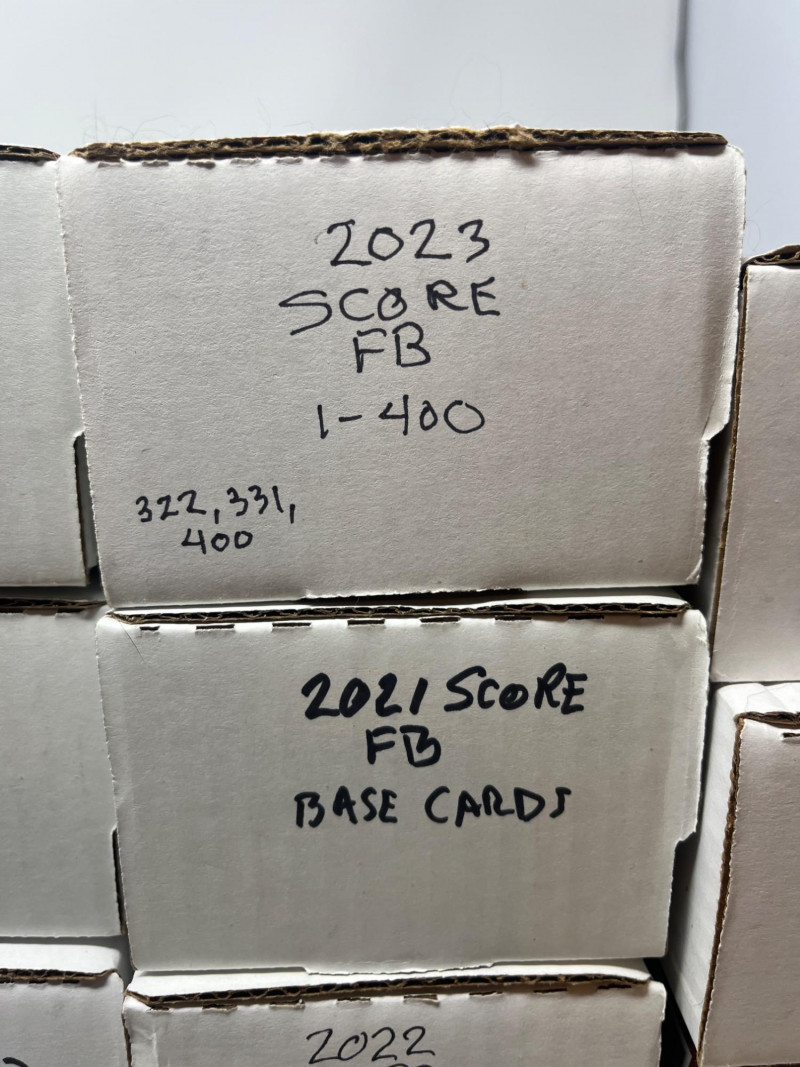 2023
SCORE
FB
1-400
322, 331,
400
2021 SCORE
FB
BASE CARDS
2022